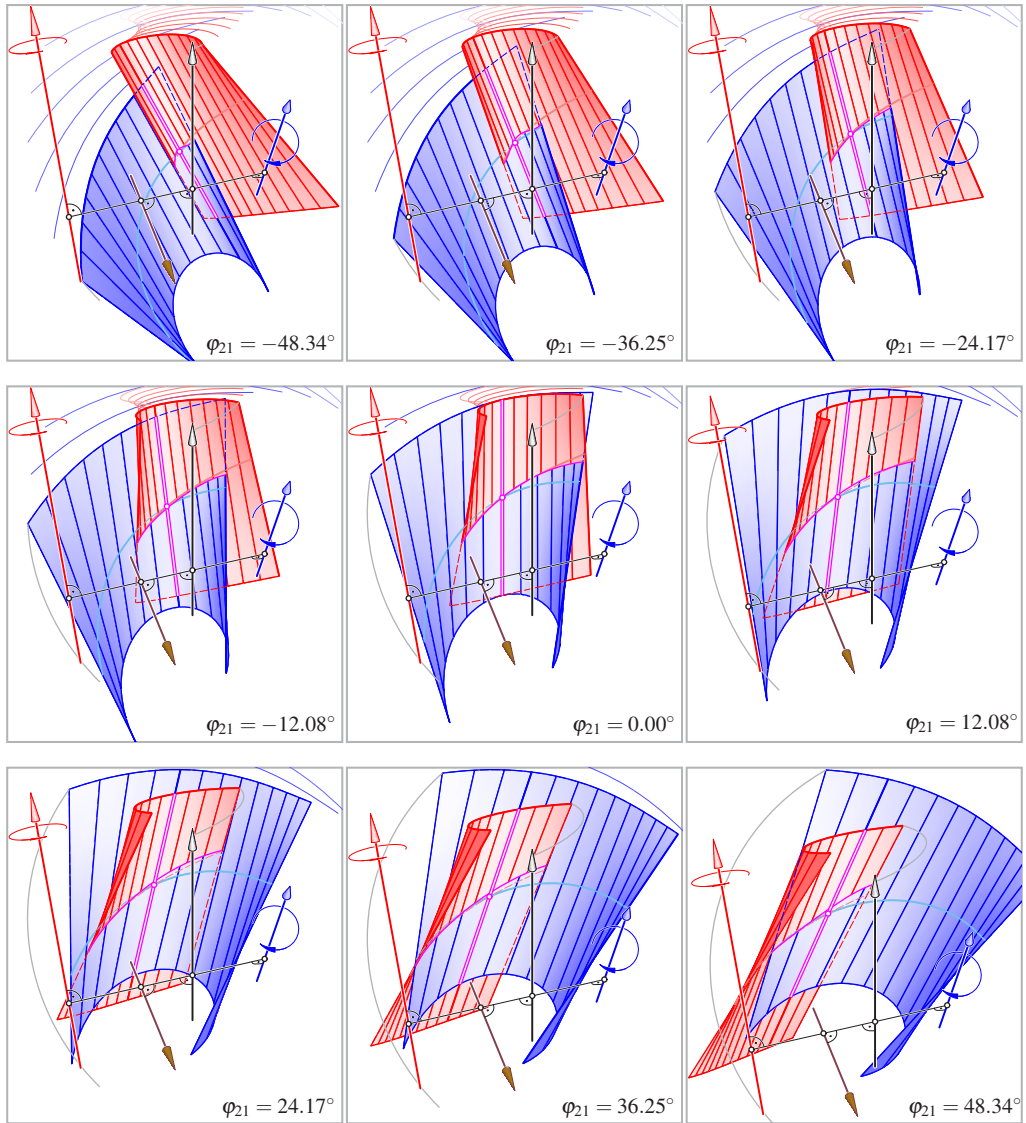 φ21 = −48.34°
φ21 = −36.25°
φ21 = −24.17°
φ21 = −12.08°
φ21 = 0.00°
φ21 = 12.08°
φ21 = 24.17°
φ21 = 36.25°
φ21 = 48.34°